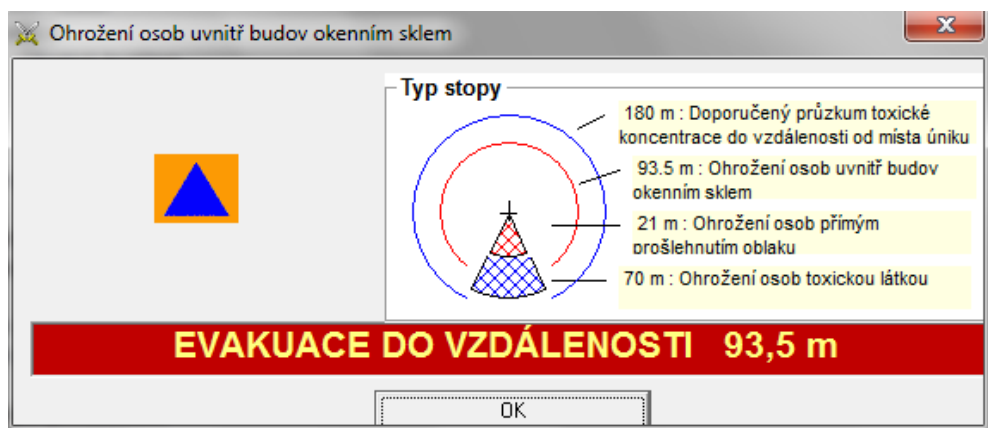 Ohrožení osob uvnitř budov okenním sklem
Typ stopy
180 m : Doporučený průzkum toxické
koncentrace do vzdálenosti od místa úniku
93.5 m : Ohrožení osob uvnitř budov
okenním sklem
21 m : Ohrožení osob přímým
prošlehnutím oblaku
70 m : Ohrožení osob toxickou látkou
EVAKUACE DO VZDÁLENOSTI 93,5 m
OK